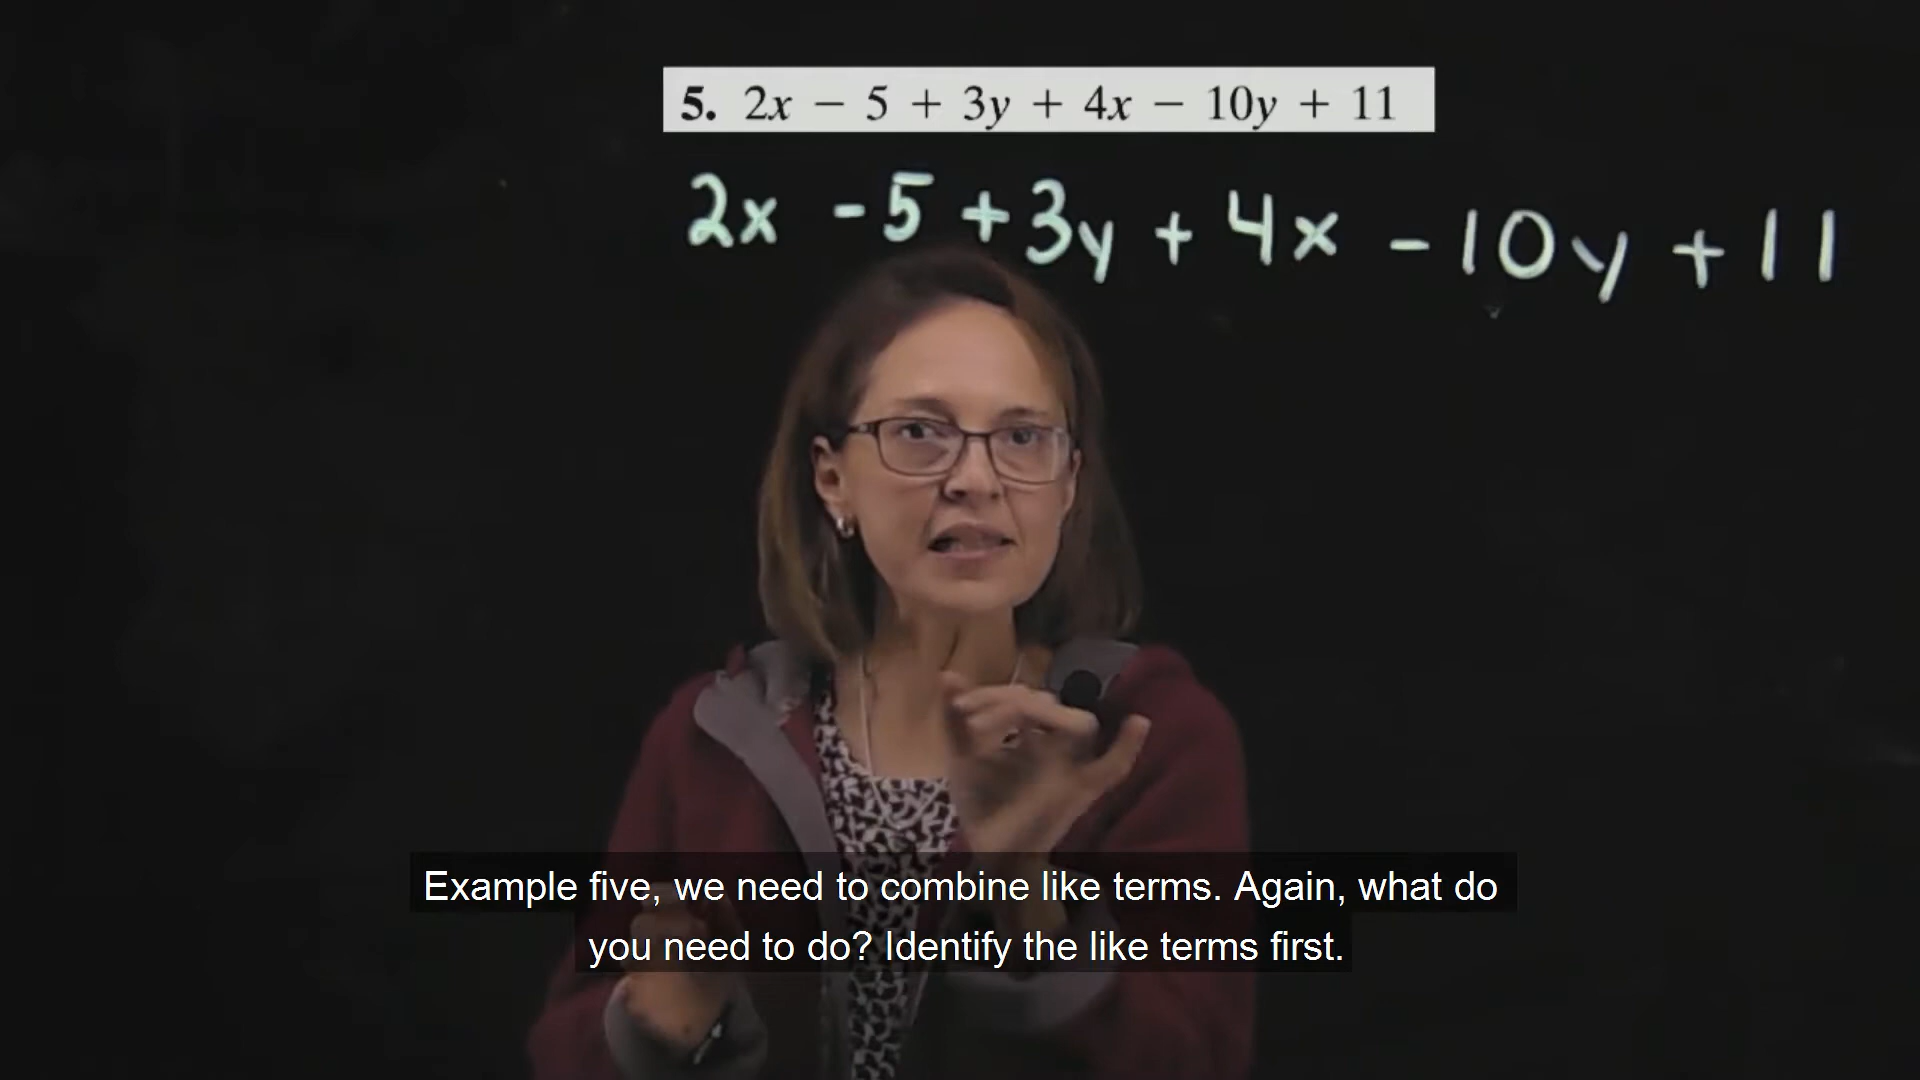 5. 2x − 5 + 3y + 4x − 10y + 11
2x - 5 + 3y + 4x - 10y + 11
Example five, we need to combine like terms. Again, what do
you need to do? Identify the like terms first.